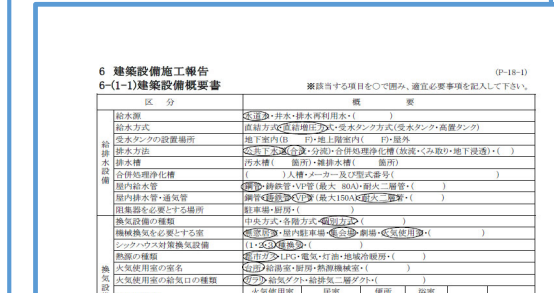 6 建築設備施工報告
(P-18-1)
6-(1-1)建築設備概要書
※該当する項目を○で囲み、適宜必要事項を記入して下さい。
区 分 概 要
給排水設備
給水源 水道水・井水・排水再利用水・( )
給水方式 直結方式・直結増圧方式・受水タンク方式(受水タンク・高置タンク)
受水タンクの設置場所 地下室内(B F)・地上階室内( F)・屋外
排水方法 公共下水道(合流・分流)・合併処理浄化槽(放流・くみ取り・地下浸透)・( )
排水槽 汚水槽( 箇所)・雑排水槽( 箇所)
合併処理浄化槽 ( )人槽・メーカー及び型式番号( )
屋内給水管 鋼管・鋳鉄管・VP管(最大 80A)・耐火二層管・( )
屋内排水管・通気管 鋼管・鋳鉄管・VP管(最大150A)・耐火二層管・( )
阻集器を必要とする場所 駐車場・厨房・( )
換気設
換気設備の種類 中央方式・各階方式・個別方式・( )
機械換気を必要とする室 無窓居室・屋内駐車場・集会場・劇場・火気使用室・( )
シックハウス対策換気設備 (1・2・3)種換気・( )
熱源の種類 都市ガス・LPG・電気・灯油・地域冷暖房・( )
火気使用室の室名 台所・給湯室・厨房・熱源機械室・( )
火気使用室の給気口の種類 ガラリ・給気ダクト・給排気二層ダクト・( )
火気使用室 居室 便所 浴室